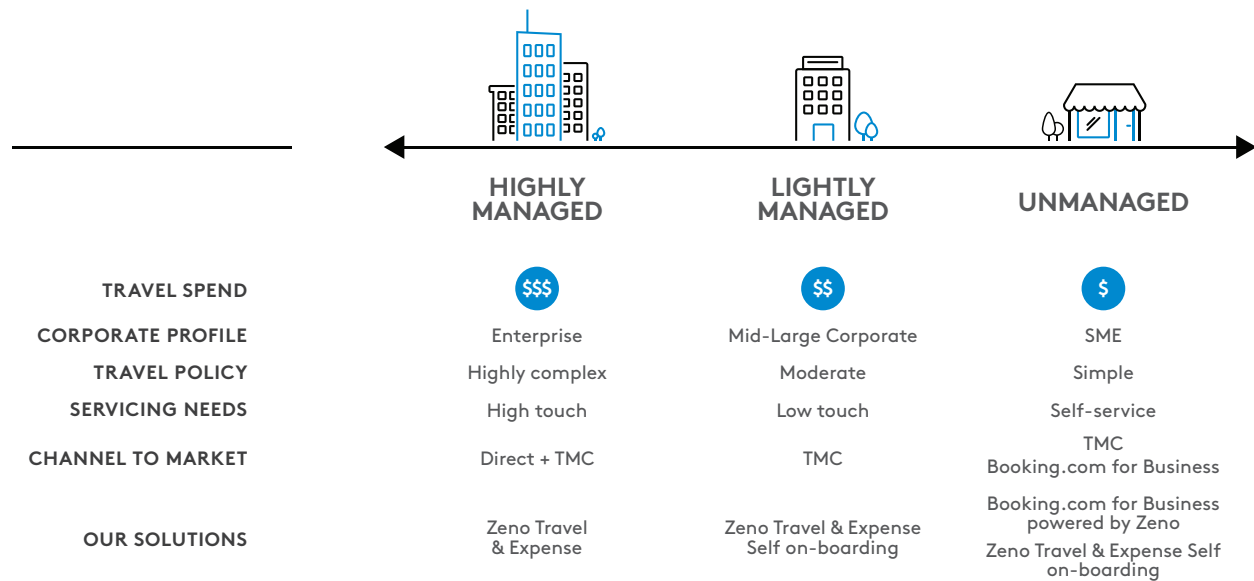 HIGHLY
MANAGED
LIGHTLY
MANAGED
UNMANAGED
TRAVEL SPEND
$$$
$$
$
CORPORATE PROFILE
Enterprise
Mid-Large Corporate
SME
TRAVEL POLICY
Highly complex
Moderate
Simple
SERVICING NEEDS
High touch
Low touch
Self-service
CHANNEL TO MARKET
Direct + TMC
TMC
TMC
Booking.com for Business
OUR SOLUTIONS
Zeno Travel
& Expense
Zeno Travel & Expense
Self on-boarding
Booking.com for Business
powered by Zeno
Zeno Travel & Expense Self
on-boarding